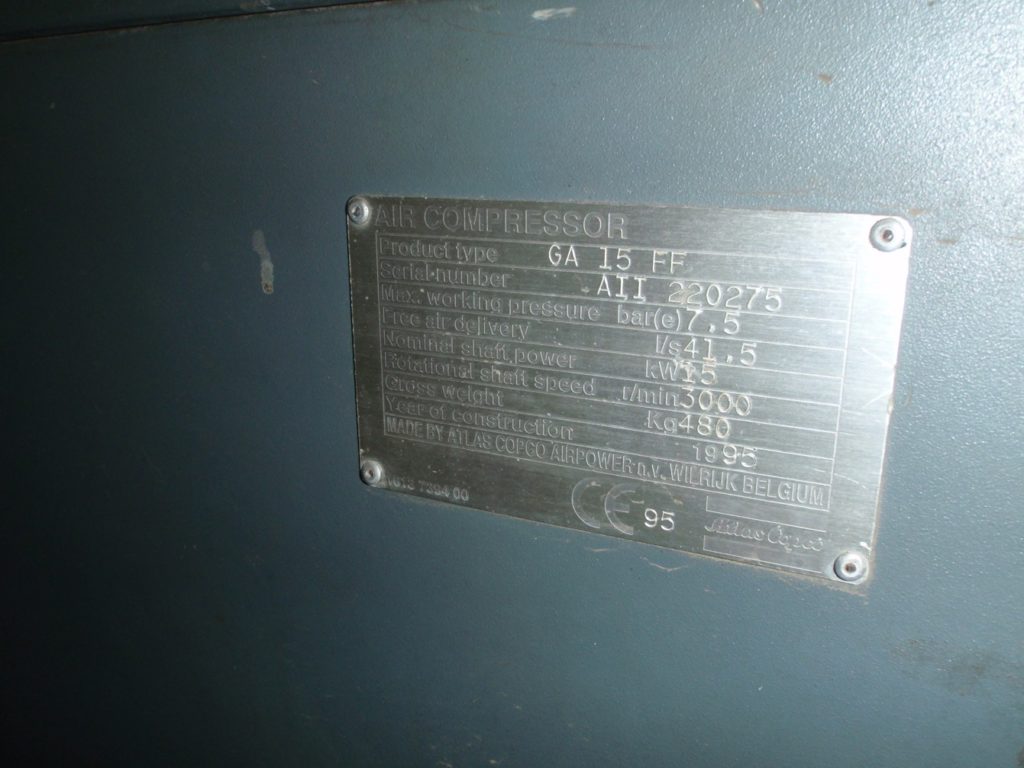 AIR COMPRESSOR
Product type GA 15 FF
Serial-number AII 220275
Max. working pressure bar(e) 7,5
Free air delivery l/s 41,5
Nominal shaft power kW 15
Rotational shaft speed r/min 3000
Gross weight Kg 480
Year of construction 1995
MADE BY ATLAS COPCO AIRPOWER n.v. WILRIJK BELGIUM
CE 95
Atlas Copco